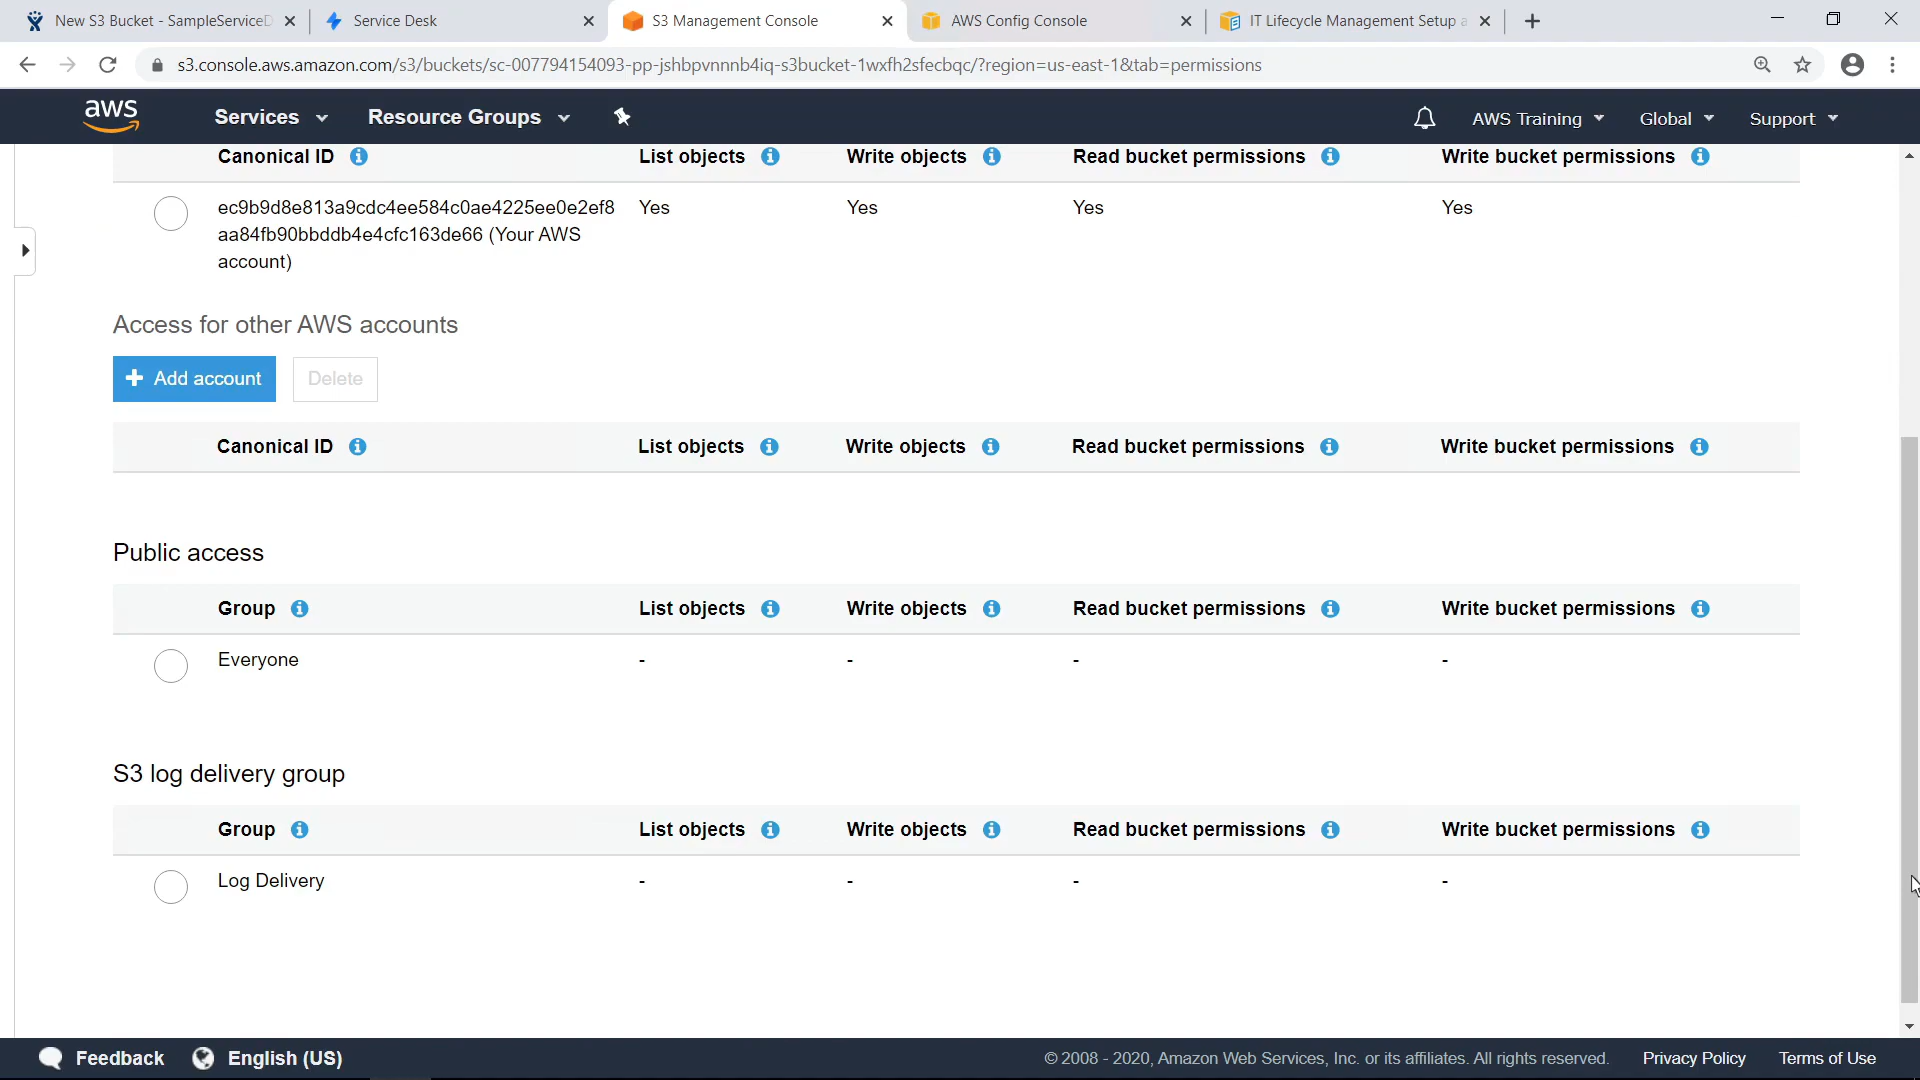 New S3 Bucket - SampleServiceD
Service Desk
S3 Management Console
AWS Config Console
IT Lifecycle Management Setup a
s3.console.aws.amazon.com/s3/buckets/sc-007794154093-pp-jshbpvnnnb4iq-s3bucket-1wxfh2sfecbqc/?region=us-east-1&tab=permissions
aws
Services
Resource Groups
AWS Training
Global
Support
Canonical ID List objects Write objects Read bucket permissions Write bucket permissions
ec9b9d8e813a9cdc4ee584c0ae4225ee0e2ef8 Yes Yes Yes Yes
aa84fb90bbddb4e4cfc163de66 (Your AWS
account)
Access for other AWS accounts
+ Add account Delete
Canonical ID List objects Write objects Read bucket permissions Write bucket permissions
Public access
Group List objects Write objects Read bucket permissions Write bucket permissions
Everyone - - - -
S3 log delivery group
Group List objects Write objects Read bucket permissions Write bucket permissions
Log Delivery - - - -
Feedback English (US) © 2008 - 2020, Amazon Web Services, Inc. or its affiliates. All rights reserved. Privacy Policy Terms of Use